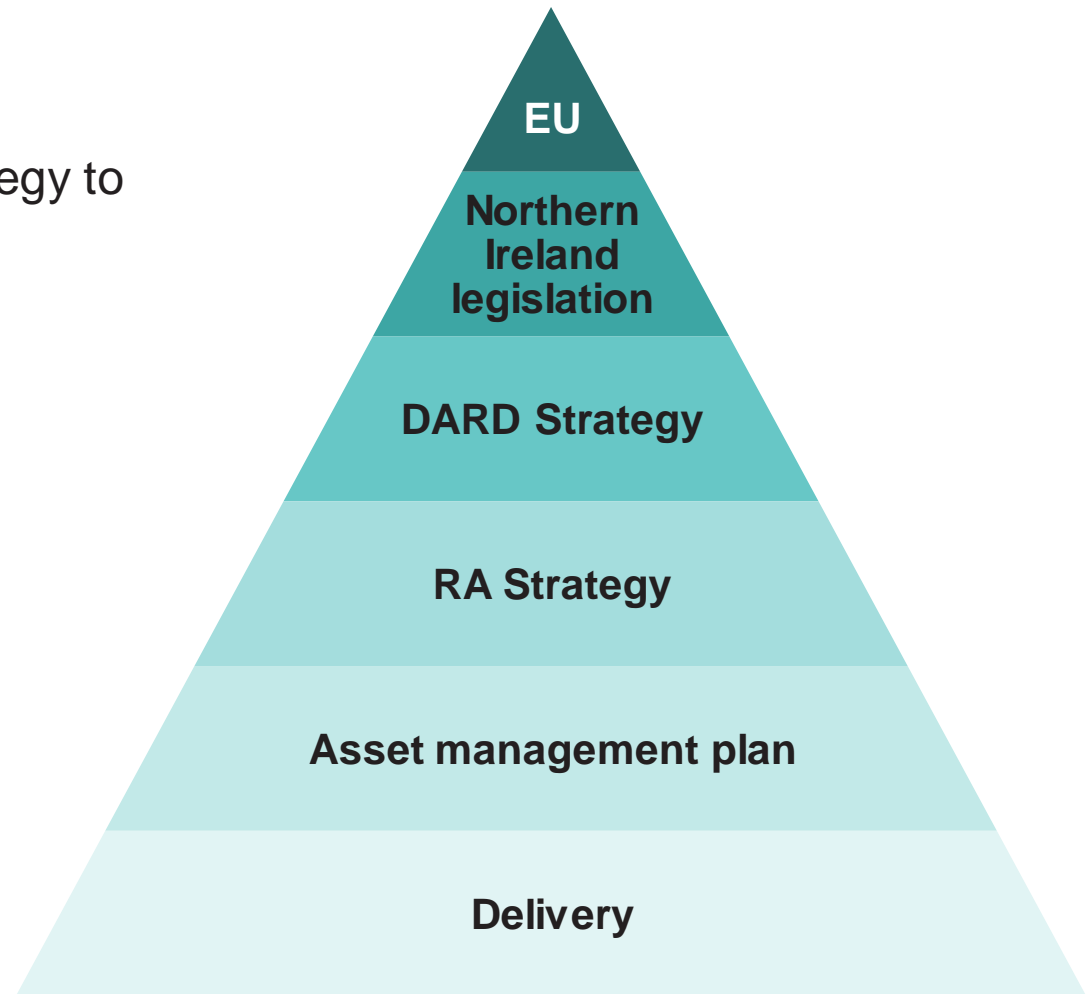 EU
egy to
Northern
Ireland
legislation
DARD Strategy
RA Strategy
Asset management plan
Delivery